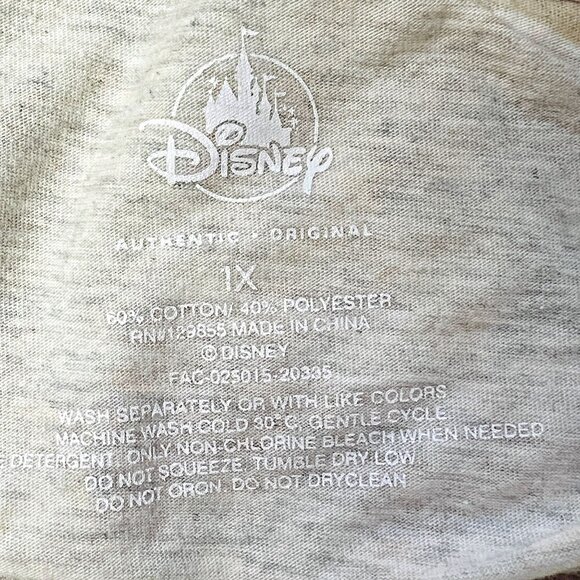 Disney
AUTHENTIC • ORIGINAL
1X
60% COTTON/ 40% POLYESTER
RN#129855 MADE IN CHINA
© DISNEY
FAC-025015-20335
WASH SEPARATELY OR WITH LIKE COLORS
MACHINE WASH COLD 30°C, GENTLE CYCLE,
DETERGENT. ONLY NON-CHLORINE BLEACH WHEN NEEDED
DO NOT SQUEEZE. TUMBLE DRY LOW
DO NOT ORON. DO NOT DRYCLEAN